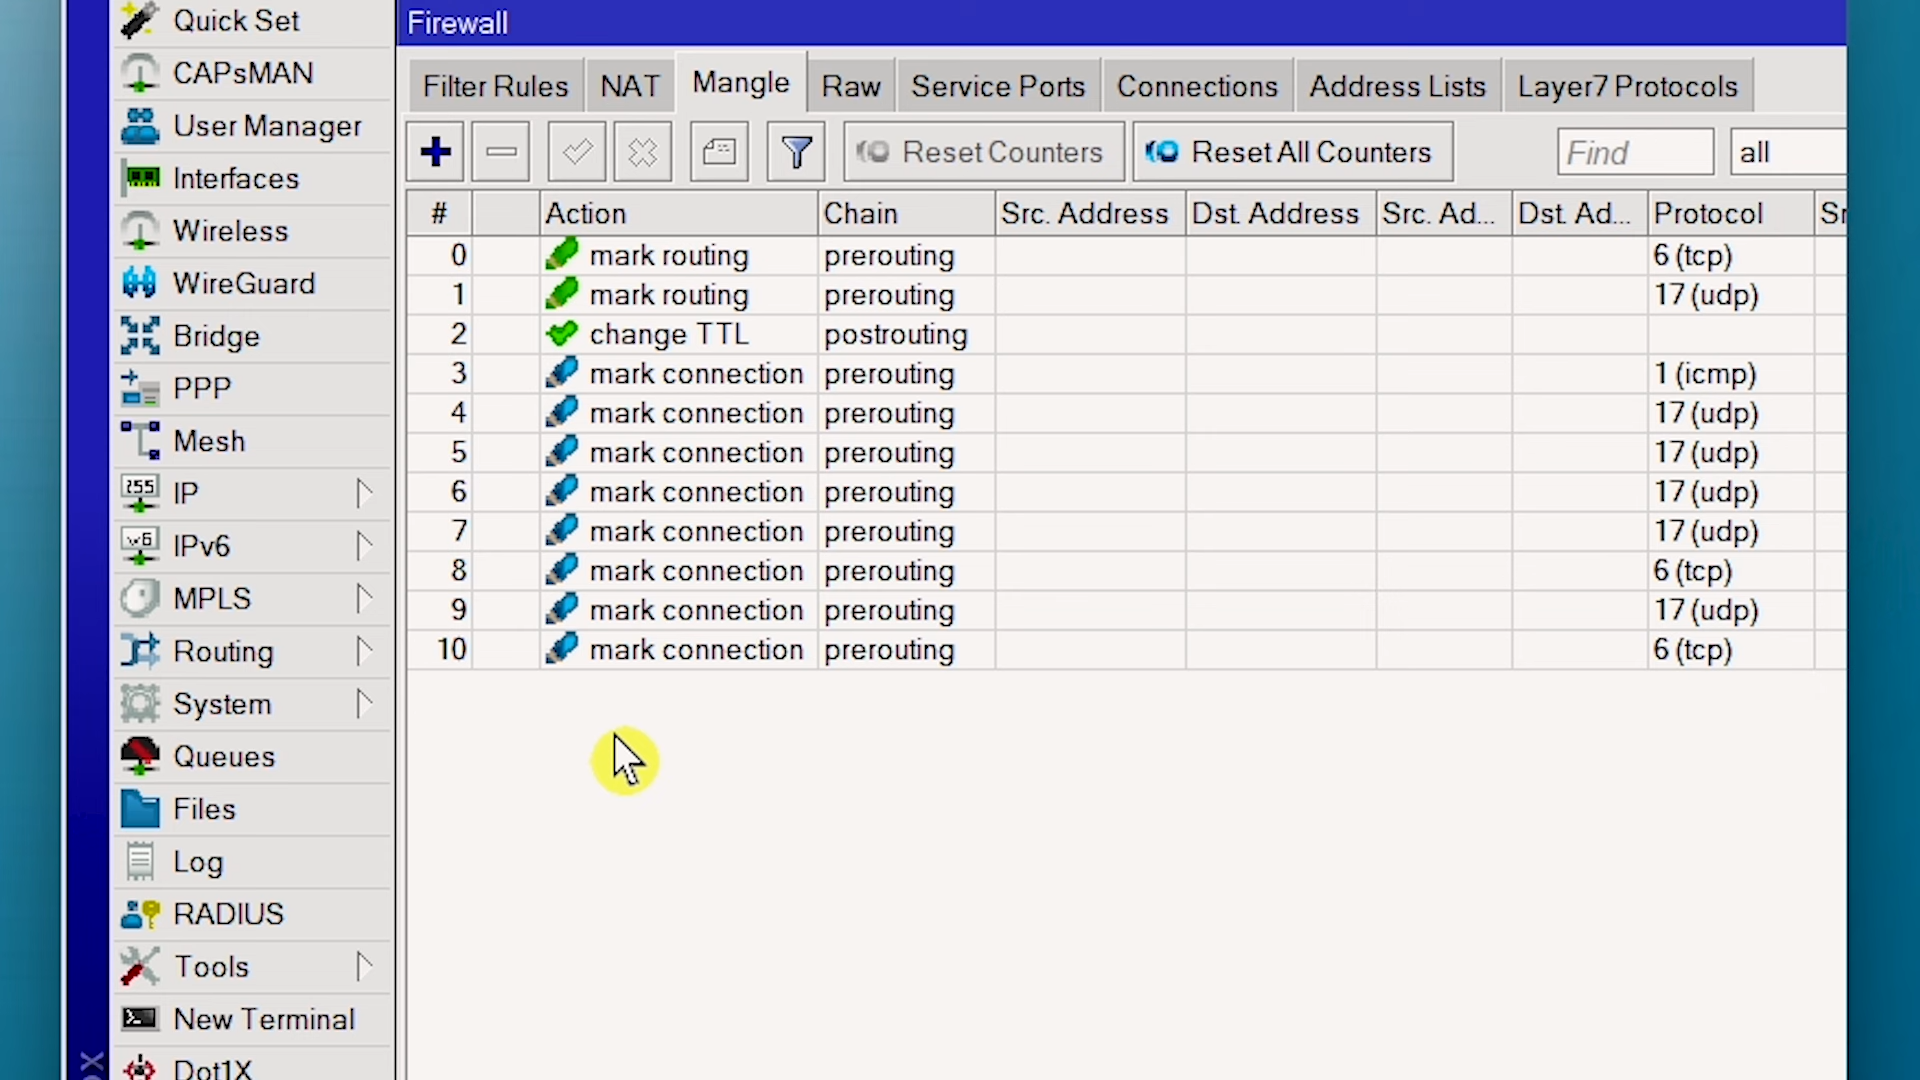 Quick Set
CAPsMAN
User Manager
Interfaces
Wireless
WireGuard
Bridge
PPP
Mesh
255 IP
v6 IPv6
MPLS
Routing
System
Queues
Files
Log
RADIUS
Tools
New Terminal
Dot1X
Firewall
Filter Rules NAT Mangle Raw Service Ports Connections Address Lists Layer7 Protocols
Reset Counters Reset All Counters Find all
# Action Chain Src. Address Dst. Address Src. Ad... Dst. Ad... Protocol Sr
0 mark routing prerouting 6 (tcp)
1 mark routing prerouting 17 (udp)
2 change TTL postrouting
3 mark connection prerouting 1 (icmp)
4 mark connection prerouting 17 (udp)
5 mark connection prerouting 17 (udp)
6 mark connection prerouting 17 (udp)
7 mark connection prerouting 17 (udp)
8 mark connection prerouting 6 (tcp)
9 mark connection prerouting 17 (udp)
10 mark connection prerouting 6 (tcp)